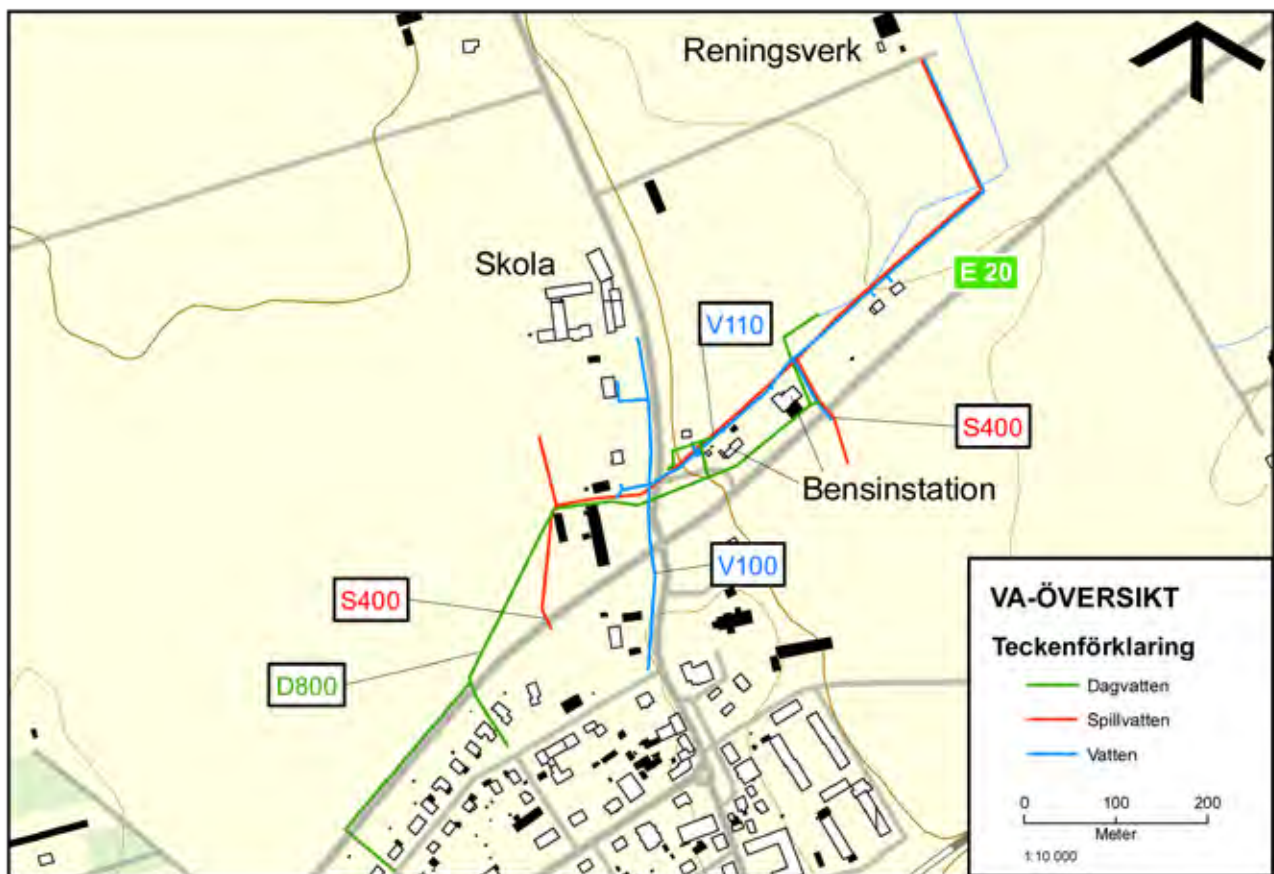 Reningsverk
Skola
E 20
V110
S400
Bensinstation
V100
S400
D800
VA-ÖVERSIKT
Teckenförklaring
Dagvatten
Spillvatten
Vatten
0 100 200
Meter
1:10 000